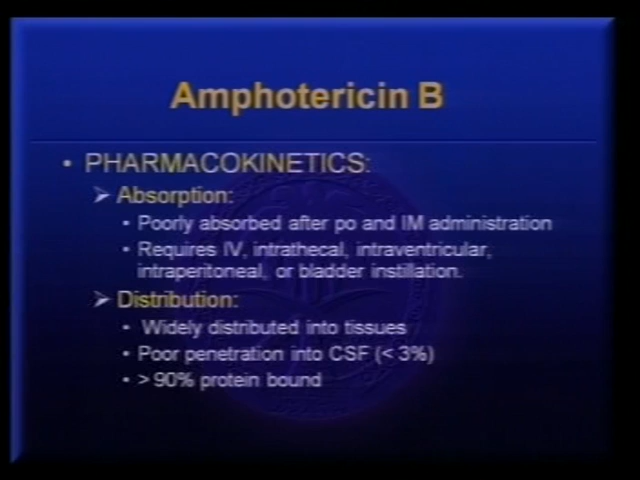 Amphotericin B
• PHARMACOKINETICS:
➢ Absorption:
• Poorly absorbed after po and IM administration
• Requires IV, intrathecal, intraventricular,
intraperitoneal, or bladder instillation.
➢ Distribution:
• Widely distributed into tissues
• Poor penetration into CSF (< 3%)
• > 90% protein bound